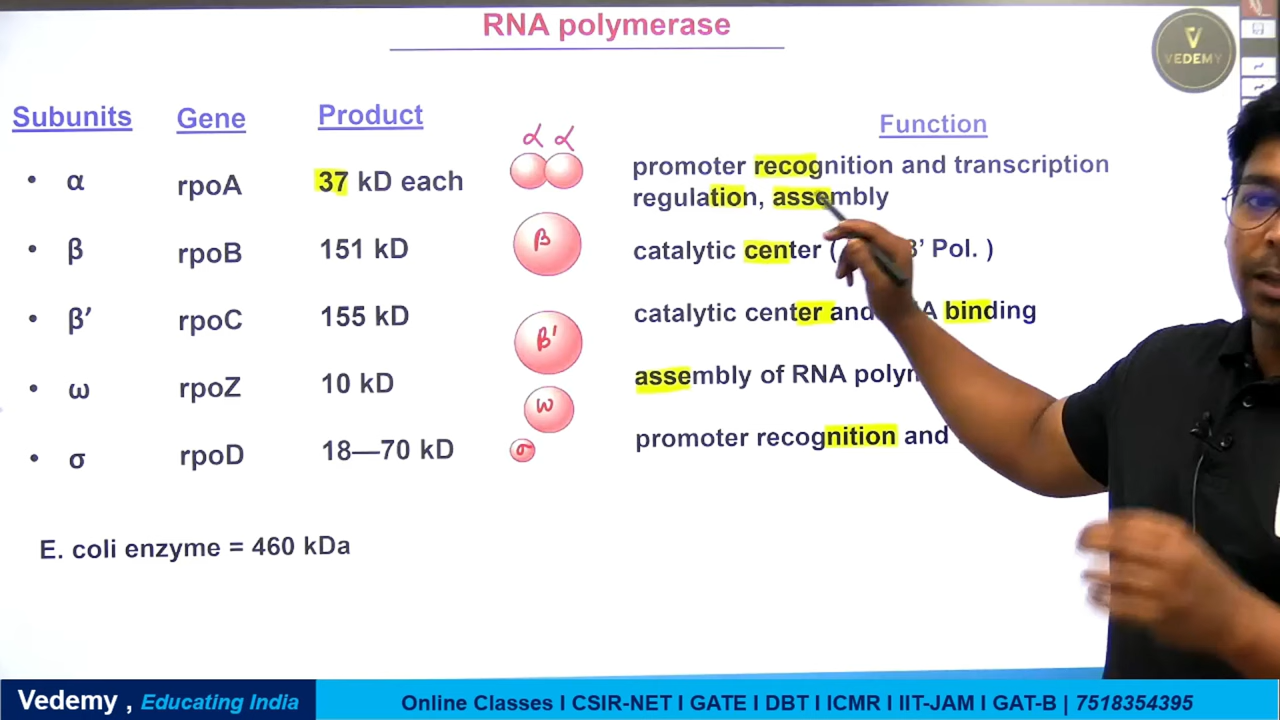 RNA polymerase
V
VEDEMY
Subunits Gene Product Function
α α
• α rpoA 37 kD each promoter recognition and transcription
regulation, assembly
• β rpoB 151 kD β catalytic center ( β' Pol. )
• β' rpoC 155 kD β' catalytic center and binding
• ω rpoZ 10 kD ω assembly of RNA
• σ rpoD 18—70 kD σ promoter recognition and
E. coli enzyme = 460 kDa
Vedemy , Educating India Online Classes I CSIR-NET I GATE I DBT I ICMR I IIT-JAM I GAT-B | 7518354395